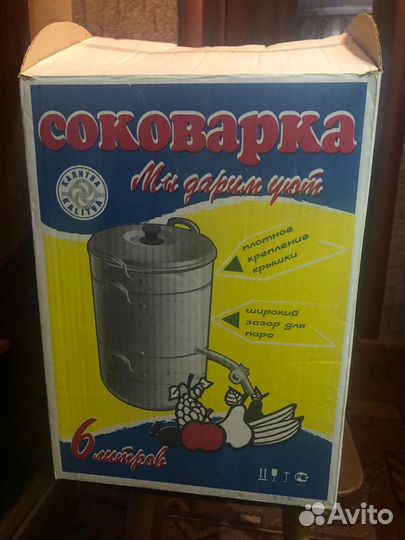 СОКОВАРКА
Мы дарим уют
КАЛИТВА
KALITVA
ПЛОТНОЕ
КРЕПЛЕНИЕ
КРЫШКИ
ШИРОКИЙ
ЗАЗОР ДЛЯ
ПАРА
6 литров
Avito